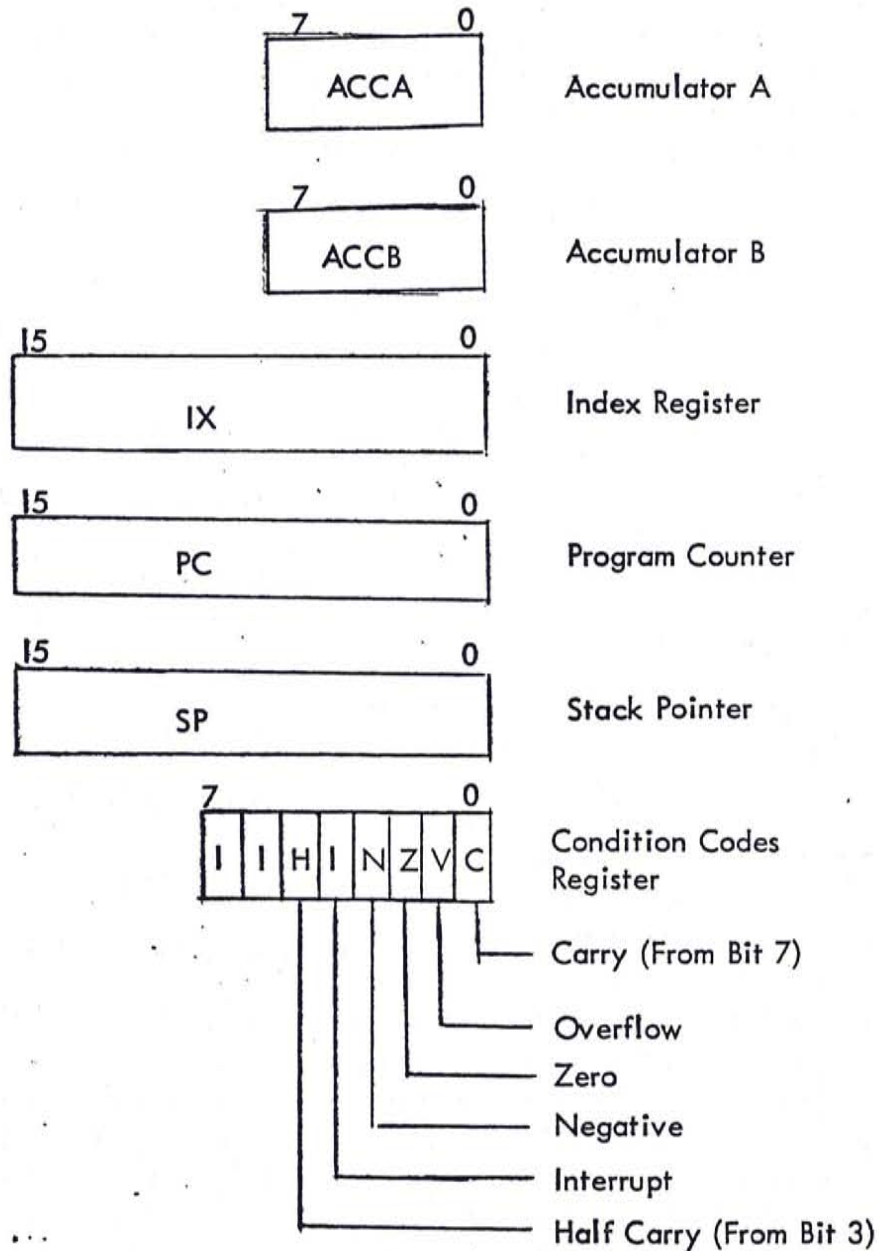 7 0
ACCA Accumulator A
7 0
ACCB Accumulator B
15 0
IX Index Register
15 0
PC Program Counter
15 0
SP Stack Pointer
7 0
1 1 H I N Z V C Condition Codes
Register
Carry (From Bit 7)
Overflow
Zero
Negative
Interrupt
Half Carry (From Bit 3)